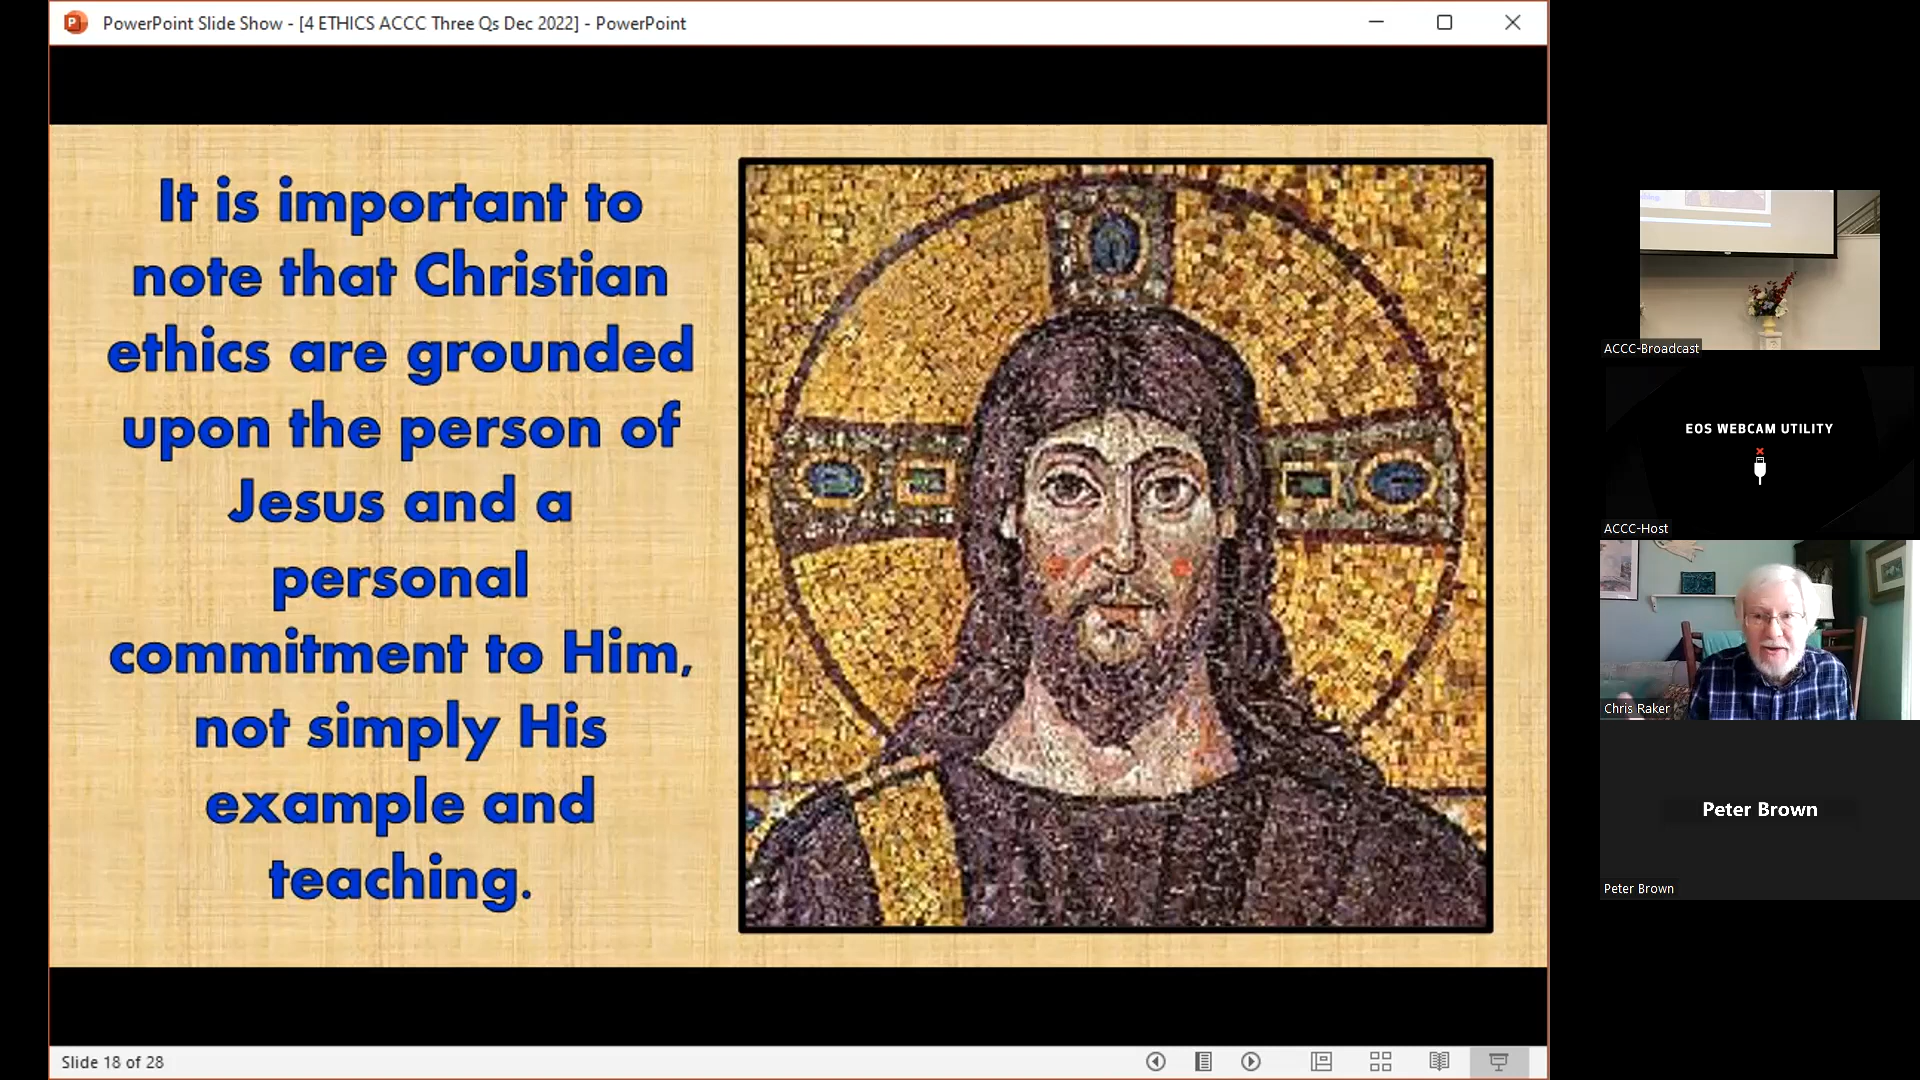 PowerPoint Slide Show - [4 ETHICS ACCC Three Qs Dec 2022] - PowerPoint
It is important to
note that Christian
ethics are grounded
upon the person of
Jesus and a
personal
commitment to Him,
not simply His
example and
teaching.
Slide 18 of 28
ACCC-Broadcast
EOS WEBCAM UTILITY
ACCC-Host
Chris Raker
Peter Brown
Peter Brown